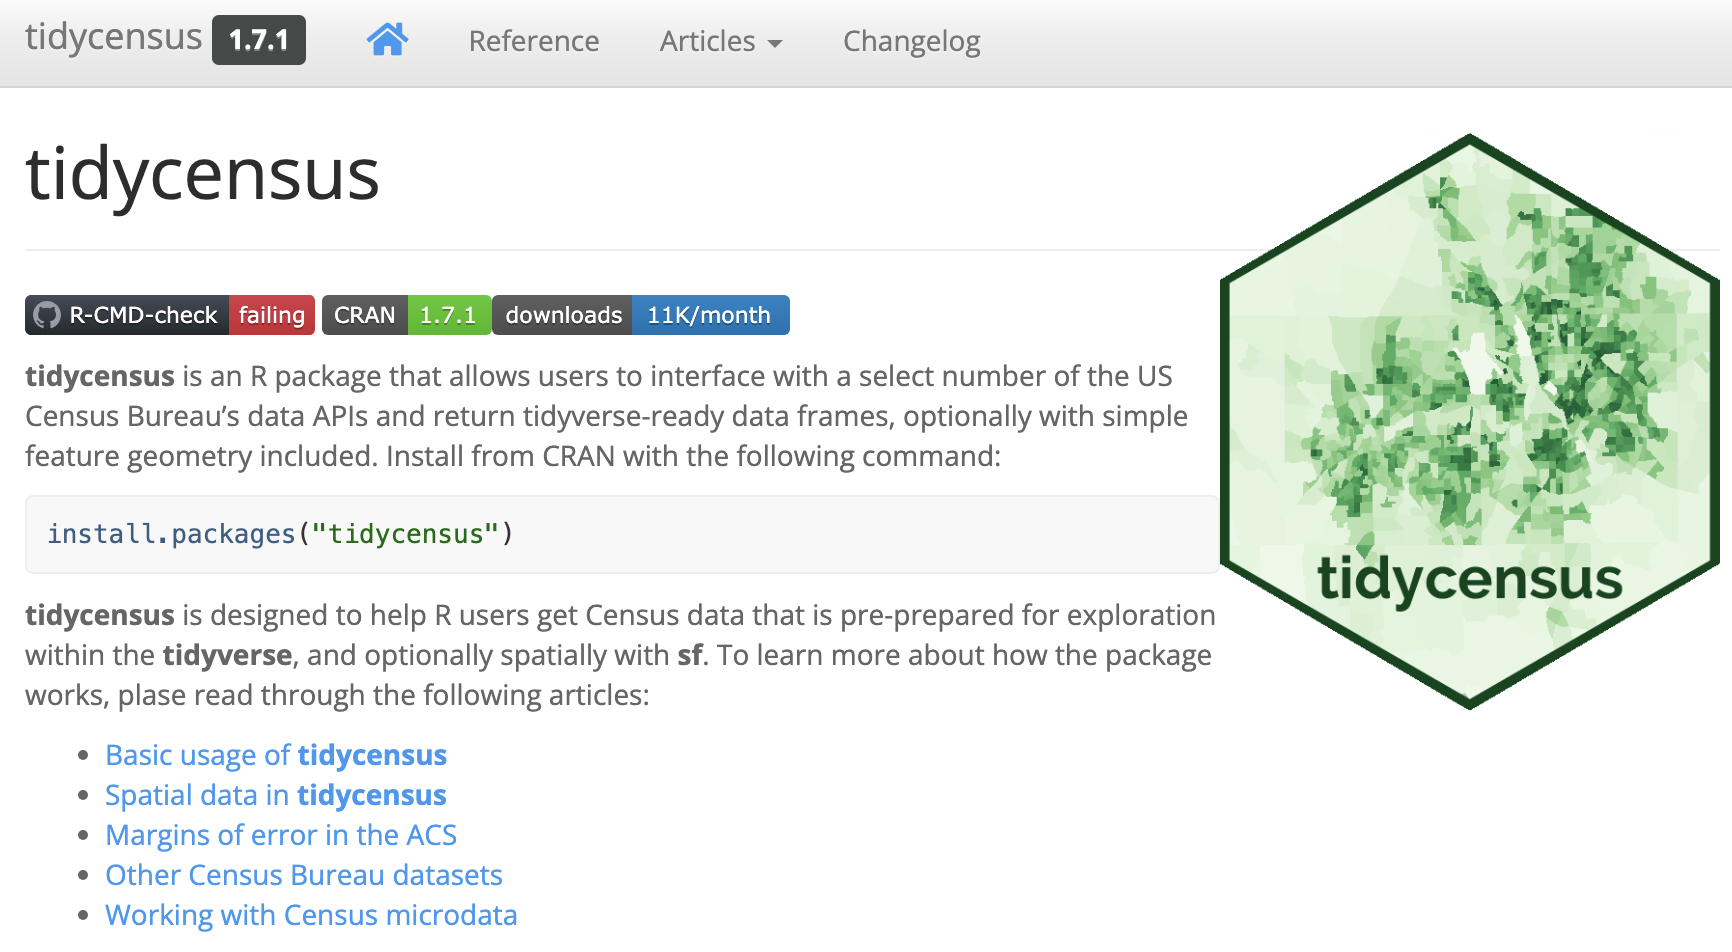 tidycensus 1.7.1 Reference Articles Changelog
tidycensus
R-CMD-check failing CRAN 1.7.1 downloads 11K/month
tidycensus is an R package that allows users to interface with a select number of the US
Census Bureau’s data APIs and return tidyverse-ready data frames, optionally with simple
feature geometry included. Install from CRAN with the following command:
install.packages("tidycensus")
tidycensus is designed to help R users get Census data that is pre-prepared for exploration
within the tidyverse, and optionally spatially with sf. To learn more about how the package
works, plase read through the following articles:
• Basic usage of tidycensus
• Spatial data in tidycensus
• Margins of error in the ACS
• Other Census Bureau datasets
• Working with Census microdata
tidycensus